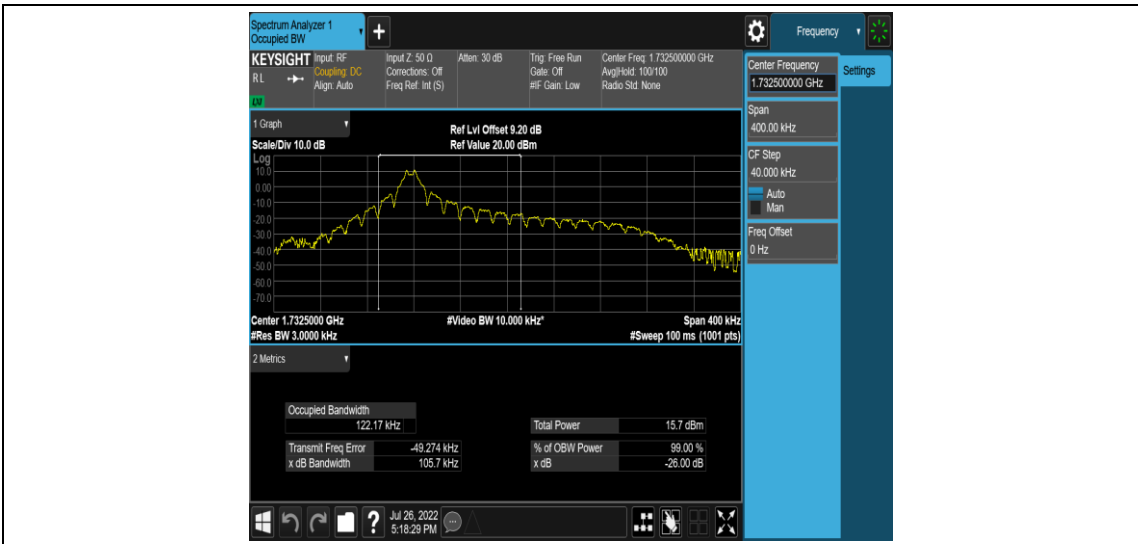 Spectrum Analyzer 1
Occupied BW
+
Frequency
KEYSIGHT
RL
LXI
Input: RF
Coupling: DC
Align: Auto
Input Z: 50 Ω
Corrections: Off
Freq Ref: Int (S)
Atten: 30 dB
Trig: Free Run
Gate: Off
#IF Gain: Low
Center Freq: 1.732500000 GHz
Avg|Hold: 100/100
Radio Std: None
Center Frequency
1.732500000 GHz
Settings
Span
400.00 kHz
CF Step
40.000 kHz
Auto
Man
Freq Offset
0 Hz
1 Graph
Scale/Div 10.0 dB
Ref Lvl Offset 9.20 dB
Ref Value 20.00 dBm
Log
10.0
0.00
-10.0
-20.0
-30.0
-40.0
-50.0
-60.0
-70.0
Center 1.7325000 GHz
#Video BW 10.000 kHz*
Span 400 kHz
#Res BW 3.0000 kHz
#Sweep 100 ms (1001 pts)
2 Metrics
Occupied Bandwidth
122.17 kHz
Total Power 15.7 dBm
Transmit Freq Error -49.274 kHz
% of OBW Power 99.00 %
x dB Bandwidth 105.7 kHz
x dB -26.00 dB
?
Jul 26, 2022
5:18:29 PM